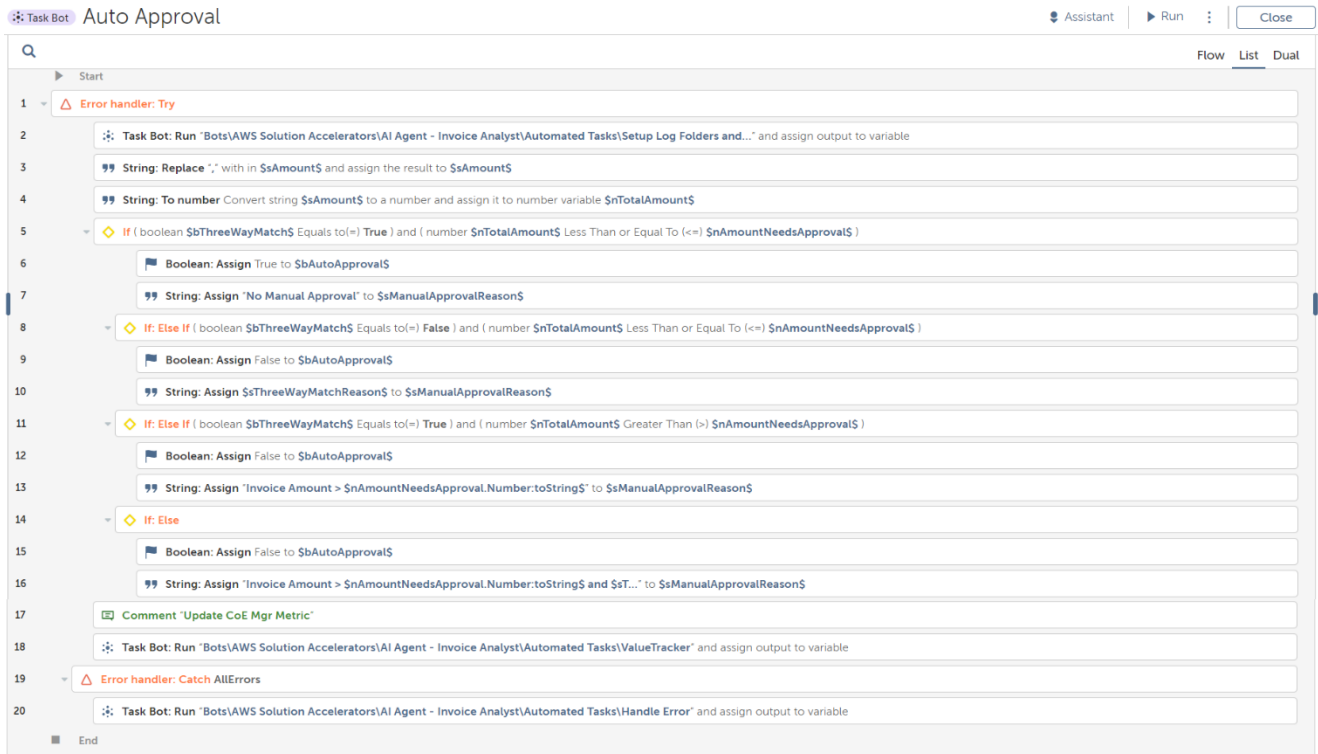 Task Bot Auto Approval Assistant Run Close
Flow List Dual
Start
1 Error handler: Try
2 Task Bot: Run "Bots\AWS Solution Accelerators\AI Agent - Invoice Analyst\Automated Tasks\Setup Log Folders and..." and assign output to variable
3 String: Replace "," with in $sAmount$ and assign the result to $sAmount$
4 String: To number Convert string $sAmount$ to a number and assign it to number variable $nTotalAmount$
5 If ( boolean $bThreeWayMatch$ Equals to(=) True ) and ( number $nTotalAmount$ Less Than or Equal To (<=) $nAmountNeedsApproval$ )
6 Boolean: Assign True to $bAutoApproval$
7 String: Assign "No Manual Approval" to $sManualApprovalReason$
8 If: Else If ( boolean $bThreeWayMatch$ Equals to(=) False ) and ( number $nTotalAmount$ Less Than or Equal To (<=) $nAmountNeedsApproval$ )
9 Boolean: Assign False to $bAutoApproval$
10 String: Assign $sThreeWayMatchReason$ to $sManualApprovalReason$
11 If: Else If ( boolean $bThreeWayMatch$ Equals to(=) True ) and ( number $nTotalAmount$ Greater Than (>) $nAmountNeedsApproval$ )
12 Boolean: Assign False to $bAutoApproval$
13 String: Assign "Invoice Amount > $nAmountNeedsApproval.Number:toString$" to $sManualApprovalReason$
14 If: Else
15 Boolean: Assign False to $bAutoApproval$
16 String: Assign "Invoice Amount > $nAmountNeedsApproval.Number:toString$ and $sT..." to $sManualApprovalReason$
17 Comment "Update CoE Mgr Metric"
18 Task Bot: Run "Bots\AWS Solution Accelerators\AI Agent - Invoice Analyst\Automated Tasks\ValueTracker" and assign output to variable
19 Error handler: Catch AllErrors
20 Task Bot: Run "Bots\AWS Solution Accelerators\AI Agent - Invoice Analyst\Automated Tasks\Handle Error" and assign output to variable
End